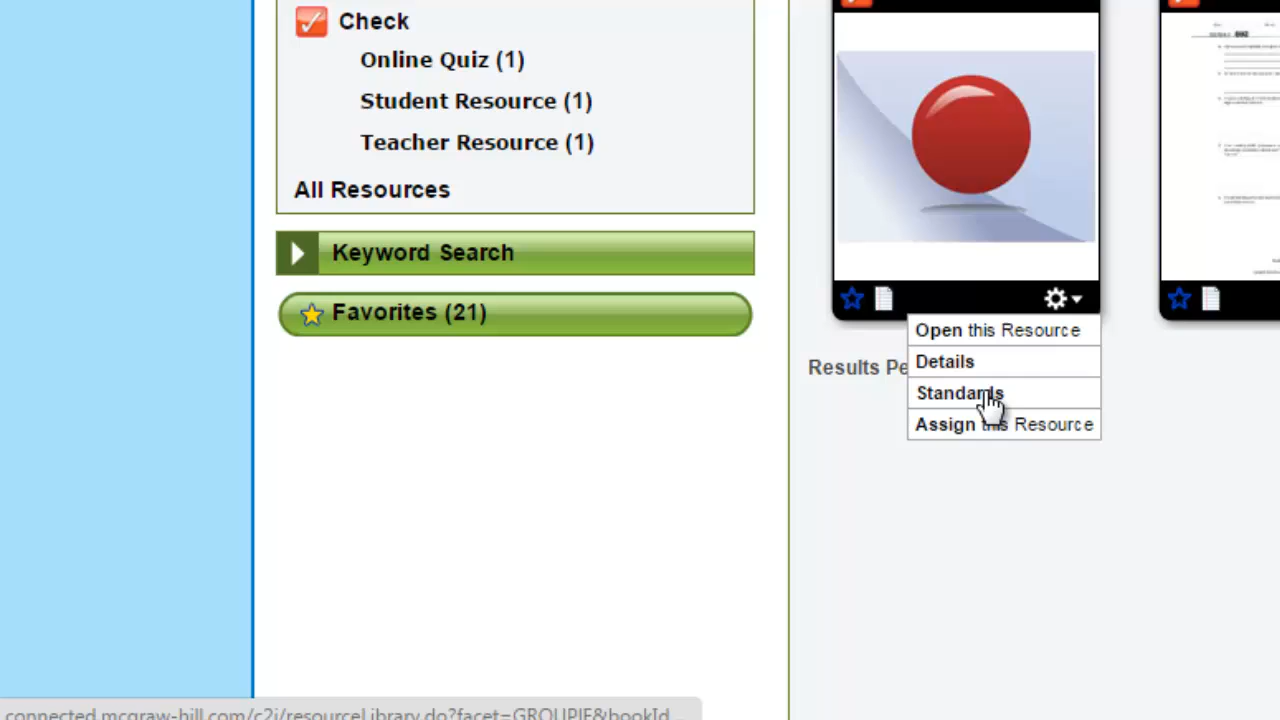 Check
Online Quiz (1)
Student Resource (1)
Teacher Resource (1)
All Resources
Keyword Search
Favorites (21)
Open this Resource
Details
Standards
Assign this Resource
Results Pe
connected.mcgraw-hill.com/c2j/resourceLibrary.do?facet=GROUPIE&bookId...